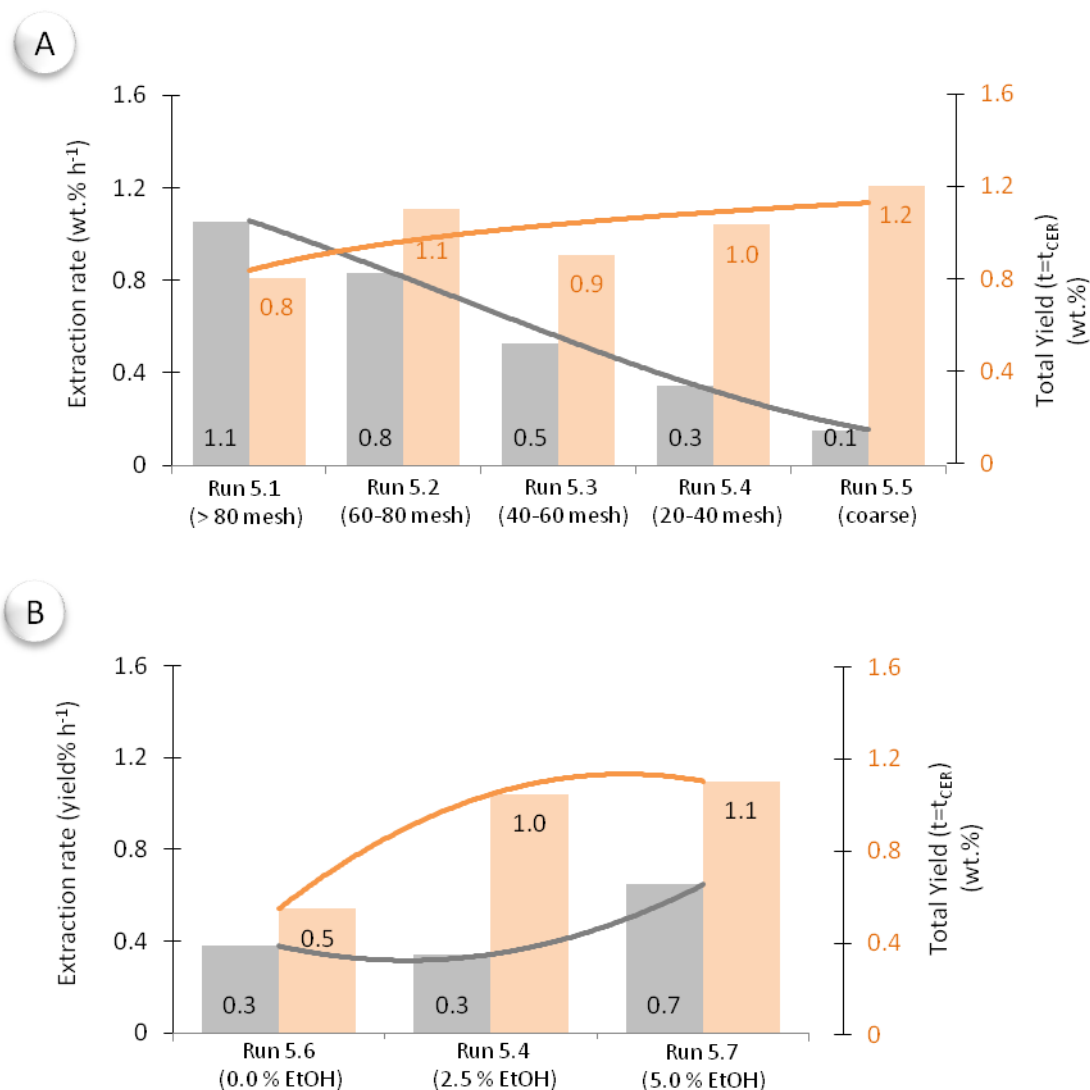 A
1.6
1.2
0.8
0.4
0
Extraction rate (wt.% h-1)
1.1
0.8
0.8
1.1
0.5
0.9
0.3
1.0
0.1
1.2
1.6
1.2
0.8
0.4
0
Total Yield (t=tCER)
(wt.%)
Run 5.1
(> 80 mesh)
Run 5.2
(60-80 mesh)
Run 5.3
(40-60 mesh)
Run 5.4
(20-40 mesh)
Run 5.5
(coarse)
B
1.6
1.2
0.8
0.4
0
Extraction rate (yield% h-1)
0.3
0.5
0.3
1.0
0.7
1.1
1.6
1.2
0.8
0.4
0
Total Yield (t=tCER)
(wt.%)
Run 5.6
(0.0 % EtOH)
Run 5.4
(2.5 % EtOH)
Run 5.7
(5.0 % EtOH)